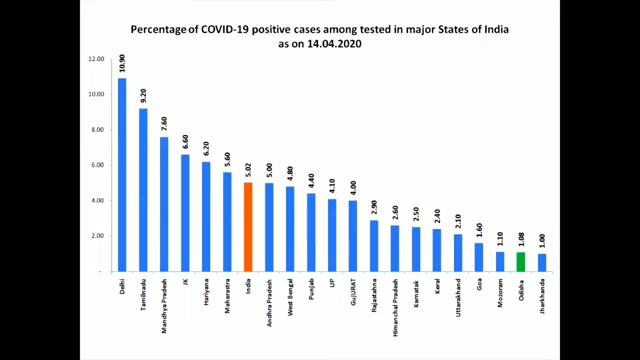 Percentage of COVID-19 positive cases among tested in major States of India
as on 14.04.2020
12.00
10.00
8.00
6.00
4.00
2.00
-
10.90
9.20
7.60
6.60
6.20
5.60
5.02
5.00
4.80
4.40
4.10
4.00
2.90
2.60
2.50
2.40
2.10
1.60
1.10
1.08
1.00
Delhi
Tamilnadu
Mandhya Pradesh
JK
Hariyana
Maharastra
India
Andhra Pradesh
West Bengal
Punjab
UP
GujURAT
Rajastahna
Himanchal Pradesh
Karnatak
Keral
Uttarakhand
Goa
Mozoram
Odisha
Jharkhanda